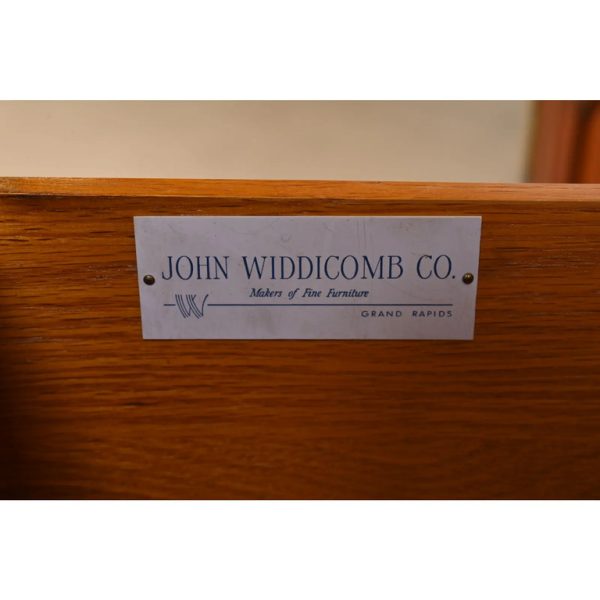 JOHN WIDDICOMB CO.
Makers of Fine Furniture
W
GRAND RAPIDS